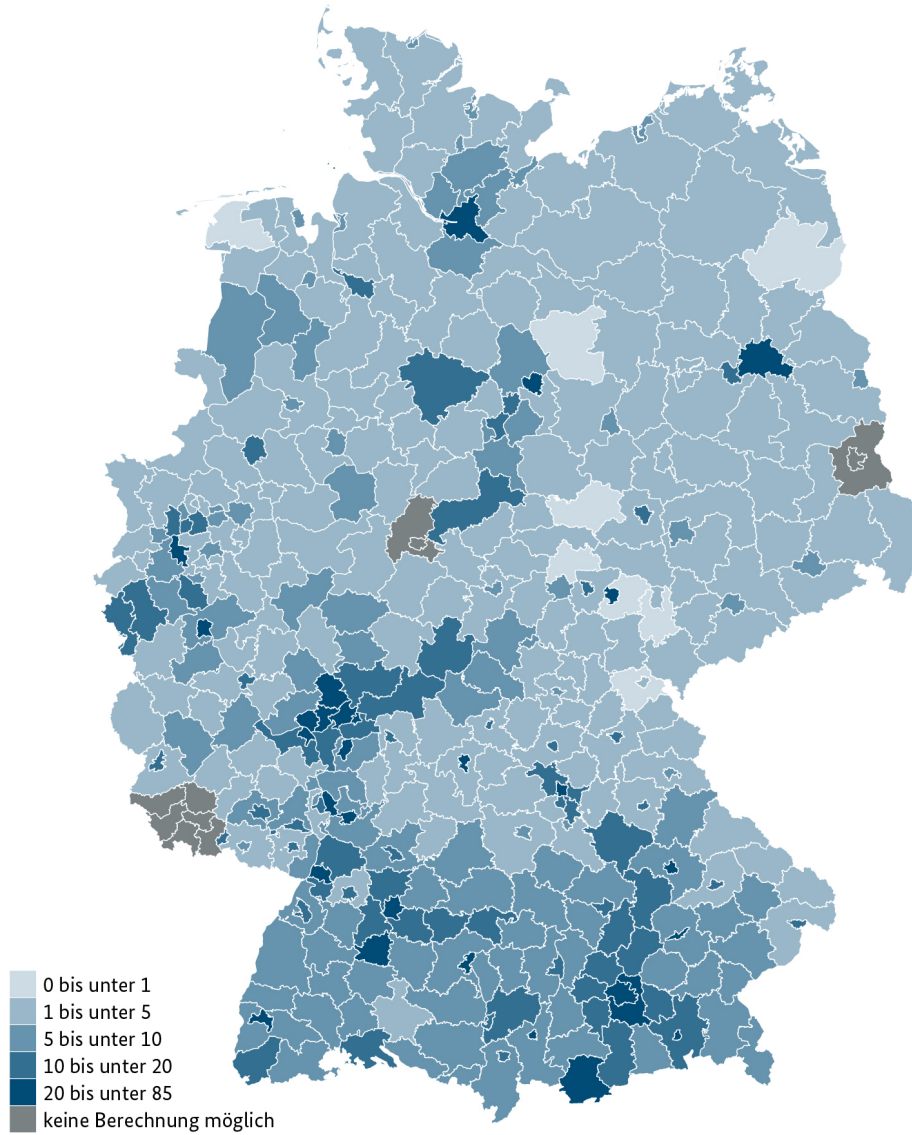 0 bis unter 1
1 bis unter 5
5 bis unter 10
10 bis unter 20
20 bis unter 85
keine Berechnung möglich